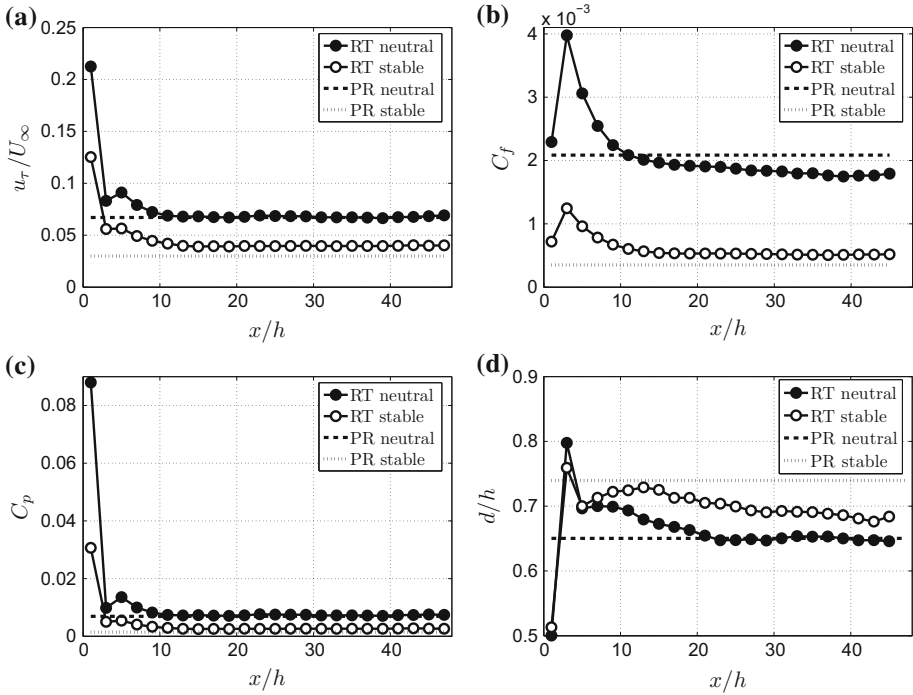 (a)
0.25
0.2
0.15
0.1
0.05
0
u_τ/U_∞
RT neutral
RT stable
PR neutral
PR stable
0 10 20 30 40
x/h
(b)
x 10⁻³
4
3
2
1
0
C_f
RT neutral
RT stable
PR neutral
PR stable
0 10 20 30 40
x/h
(c)
0.08
0.06
0.04
0.02
0
C_p
RT neutral
RT stable
PR neutral
PR stable
0 10 20 30 40
x/h
(d)
0.9
0.8
0.7
0.6
0.5
d/h
RT neutral
RT stable
PR neutral
PR stable
0 10 20 30 40
x/h